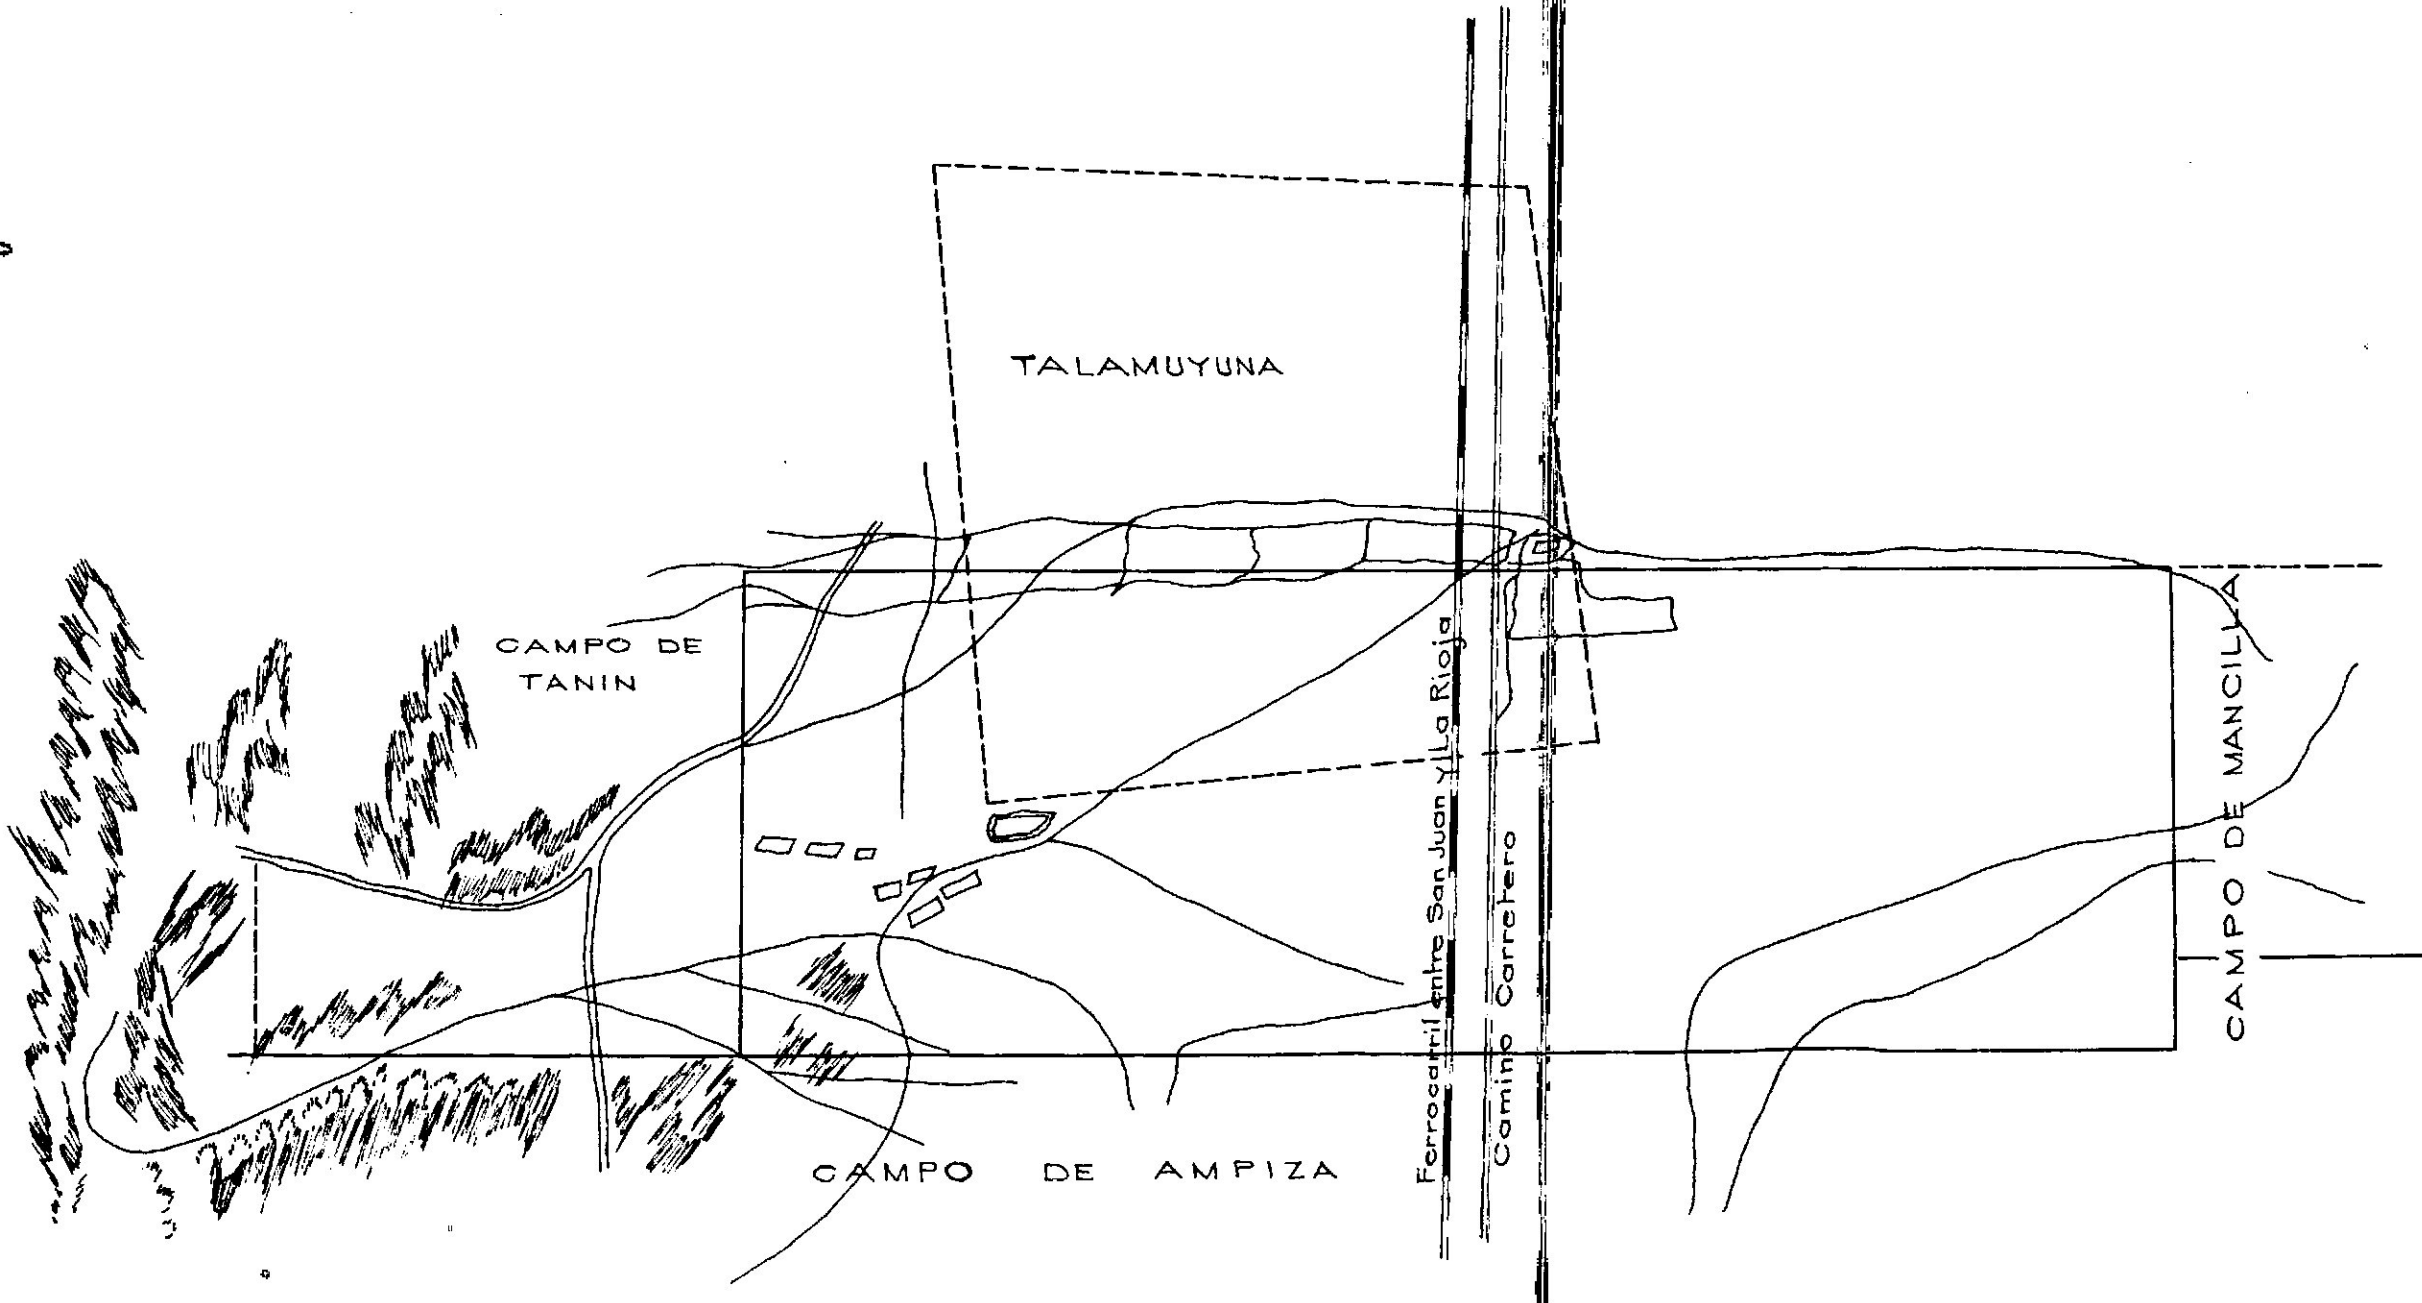 TALAMUYUNA
CAMPO DE
TANIN
Ferrocarril entre San Juan y La Rioja
Camino Carretero
CAMPO DE MANCILLA
CAMPO DE AMPIZA